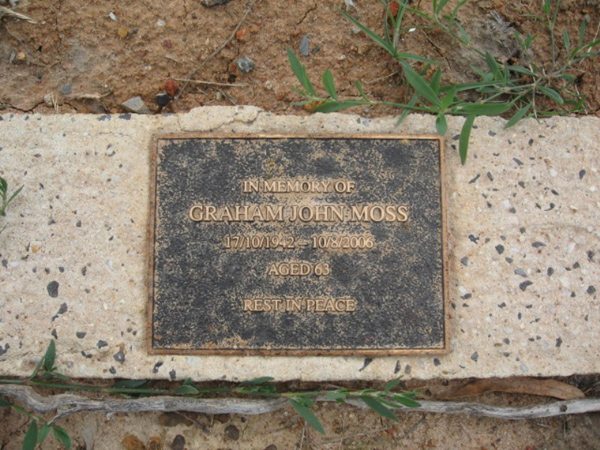 IN MEMORY OF
GRAHAM JOHN MOSS
17/10/1942 – 10/8/2006
AGED 63
REST IN PEACE